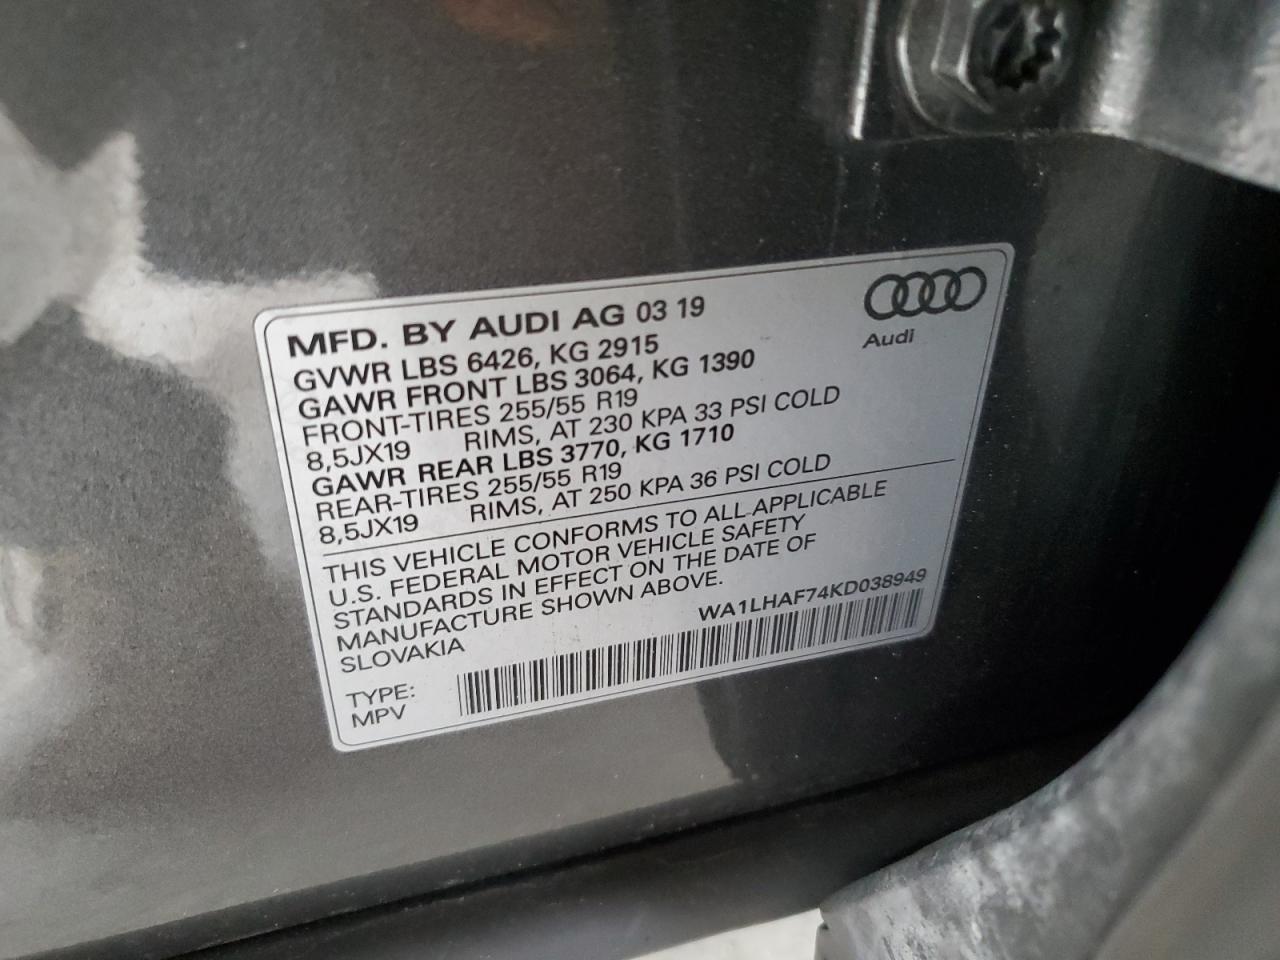 MFD. BY AUDI AG 03 19
Audi
GVWR LBS 6426, KG 2915
GAWR FRONT LBS 3064, KG 1390
FRONT-TIRES 255/55 R19
8,5JX19 RIMS, AT 230 KPA 33 PSI COLD
GAWR REAR LBS 3770, KG 1710
REAR-TIRES 255/55 R19
8,5JX19 RIMS, AT 250 KPA 36 PSI COLD
THIS VEHICLE CONFORMS TO ALL APPLICABLE
U.S. FEDERAL MOTOR VEHICLE SAFETY
STANDARDS IN EFFECT ON THE DATE OF
MANUFACTURE SHOWN ABOVE.
SLOVAKIA
WA1LHAF74KD038949
TYPE:
MPV